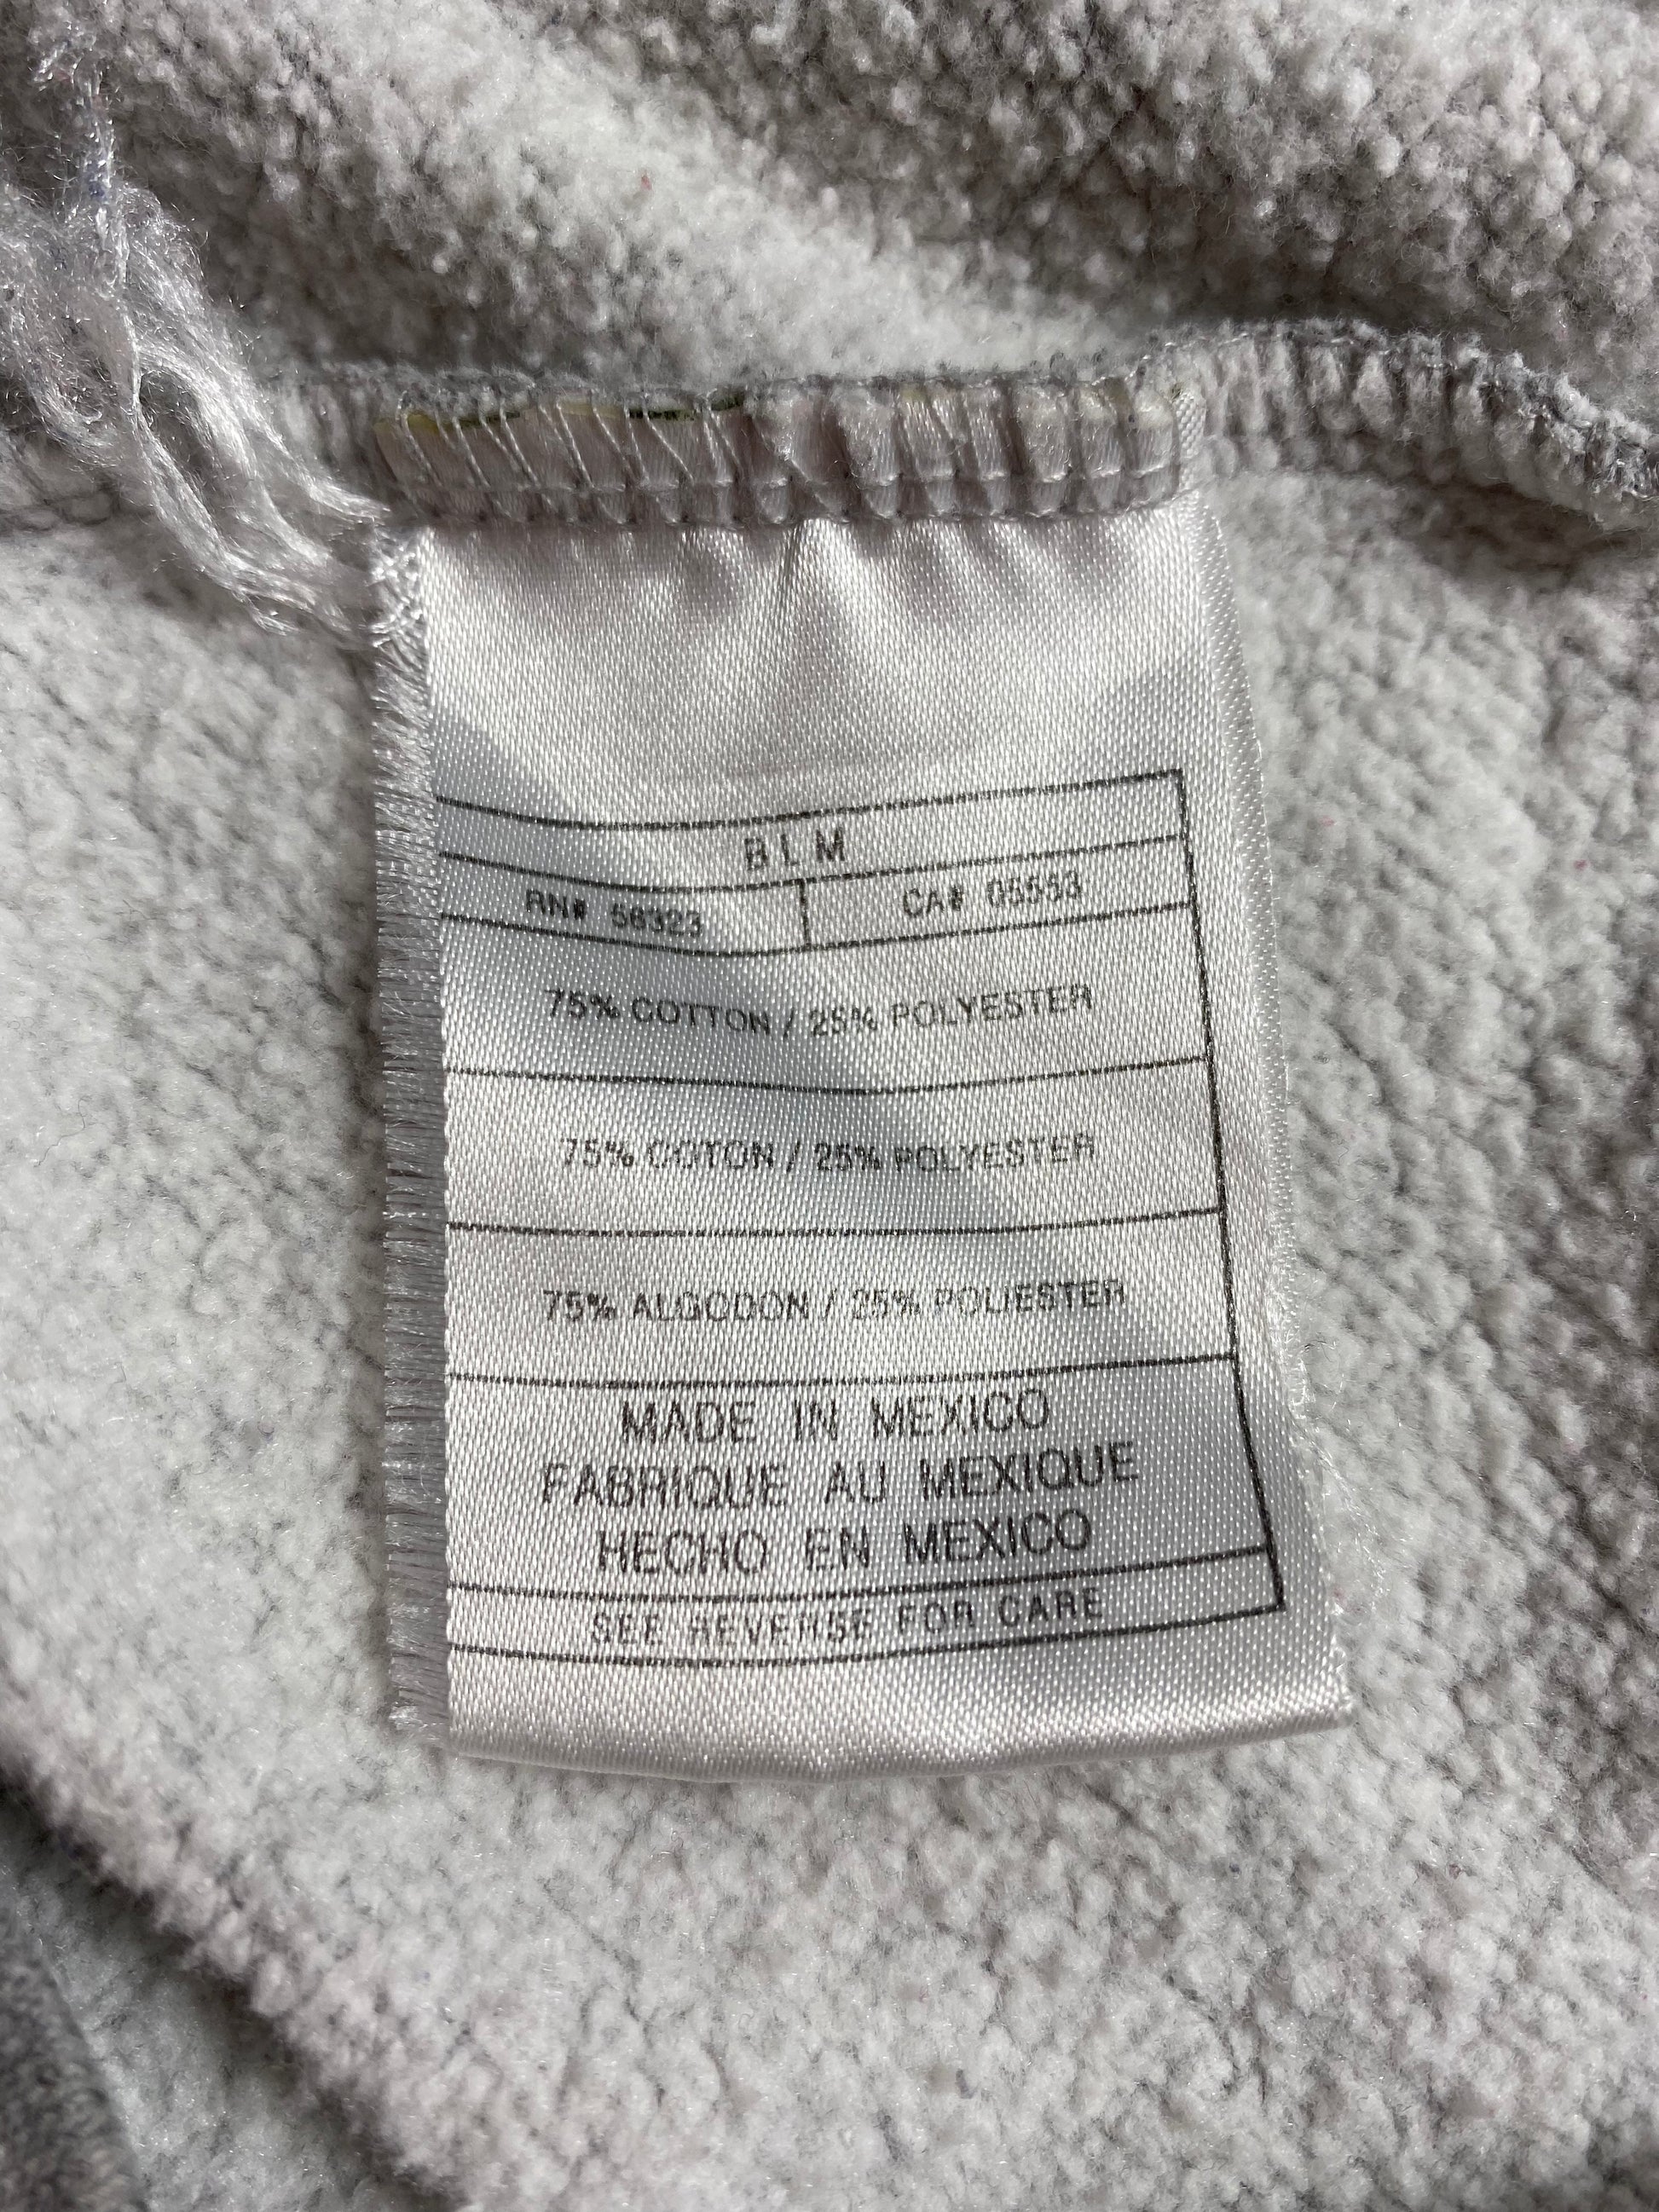 BLM
RN# 56323 CA# 05553
75% COTTON / 25% POLYESTER
75% COTON / 25% POLYESTER
75% ALGODON / 25% POLIESTER
MADE IN MEXICO
FABRIQUE AU MEXIQUE
HECHO EN MEXICO
SEE REVERSE FOR CARE